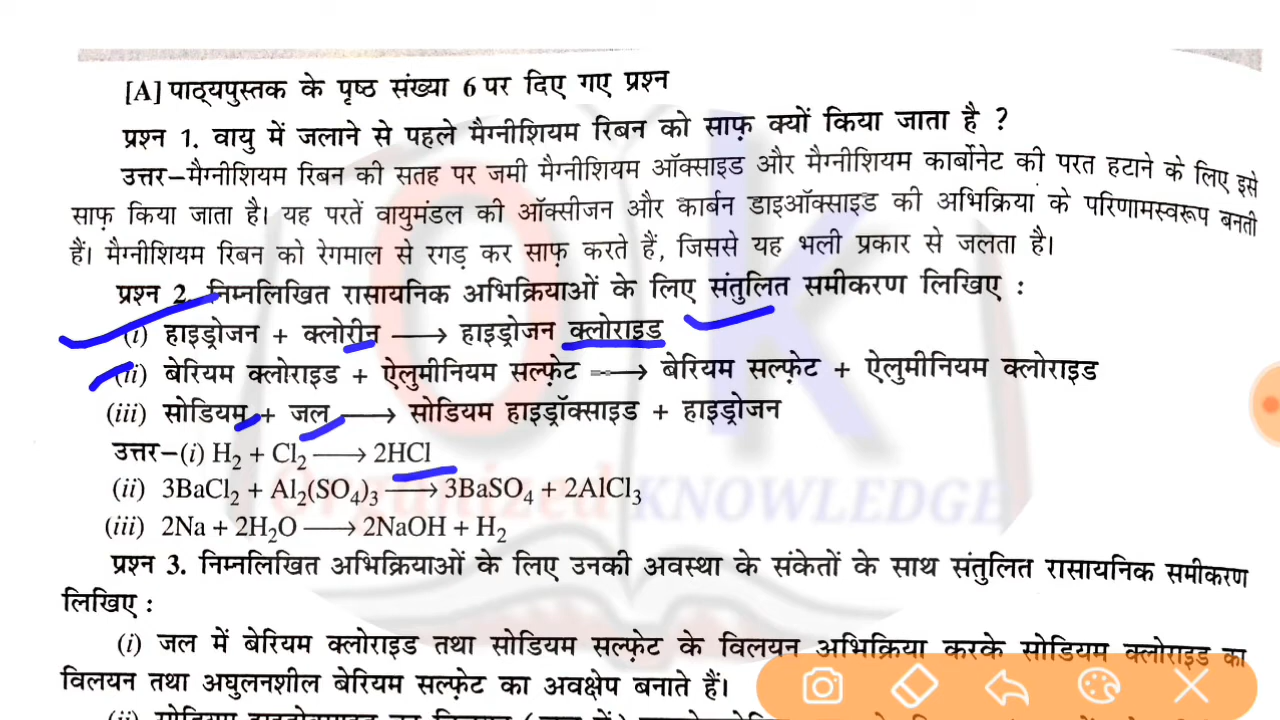 [A] पाठ्यपुस्तक के पृष्ठ संख्या 6 पर दिए गए प्रश्न
प्रश्न 1. वायु में जलाने से पहले मैग्नीशियम रिबन को साफ़ क्यों किया जाता है ?
उत्तर–मैग्नीशियम रिबन की सतह पर जमी मैग्नीशियम ऑक्साइड और मैग्नीशियम कार्बोनेट की परत हटाने के लिए इसे
साफ़ किया जाता है। यह परतें वायुमंडल की ऑक्सीजन और कार्बन डाइऑक्साइड की अभिक्रिया के परिणामस्वरूप बनती
हैं। मैग्नीशियम रिबन को रेगमाल से रगड़ कर साफ़ करते हैं, जिससे यह भली प्रकार से जलता है।
प्रश्न 2. निम्नलिखित रासायनिक अभिक्रियाओं के लिए संतुलित समीकरण लिखिए :
(i) हाइड्रोजन + क्लोरीन ⟶ हाइड्रोजन क्लोराइड
(ii) बेरियम क्लोराइड + ऐलुमीनियम सल्फ़ेट ⟶ बेरियम सल्फ़ेट + ऐलुमीनियम क्लोराइड
(iii) सोडियम + जल ⟶ सोडियम हाइड्रॉक्साइड + हाइड्रोजन
उत्तर–(i) H₂ + Cl₂ ⟶ 2HCl
(ii) 3BaCl₂ + Al₂(SO₄)₃ ⟶ 3BaSO₄ + 2AlCl₃
(iii) 2Na + 2H₂O ⟶ 2NaOH + H₂
Organized KNOWLEDGE
प्रश्न 3. निम्नलिखित अभिक्रियाओं के लिए उनकी अवस्था के संकेतों के साथ संतुलित रासायनिक समीकरण
लिखिए :
(i) जल में बेरियम क्लोराइड तथा सोडियम सल्फ़ेट के विलयन अभिक्रिया करके सोडियम क्लोराइड का
विलयन तथा अघुलनशील बेरियम सल्फ़ेट का अवक्षेप बनाते हैं।